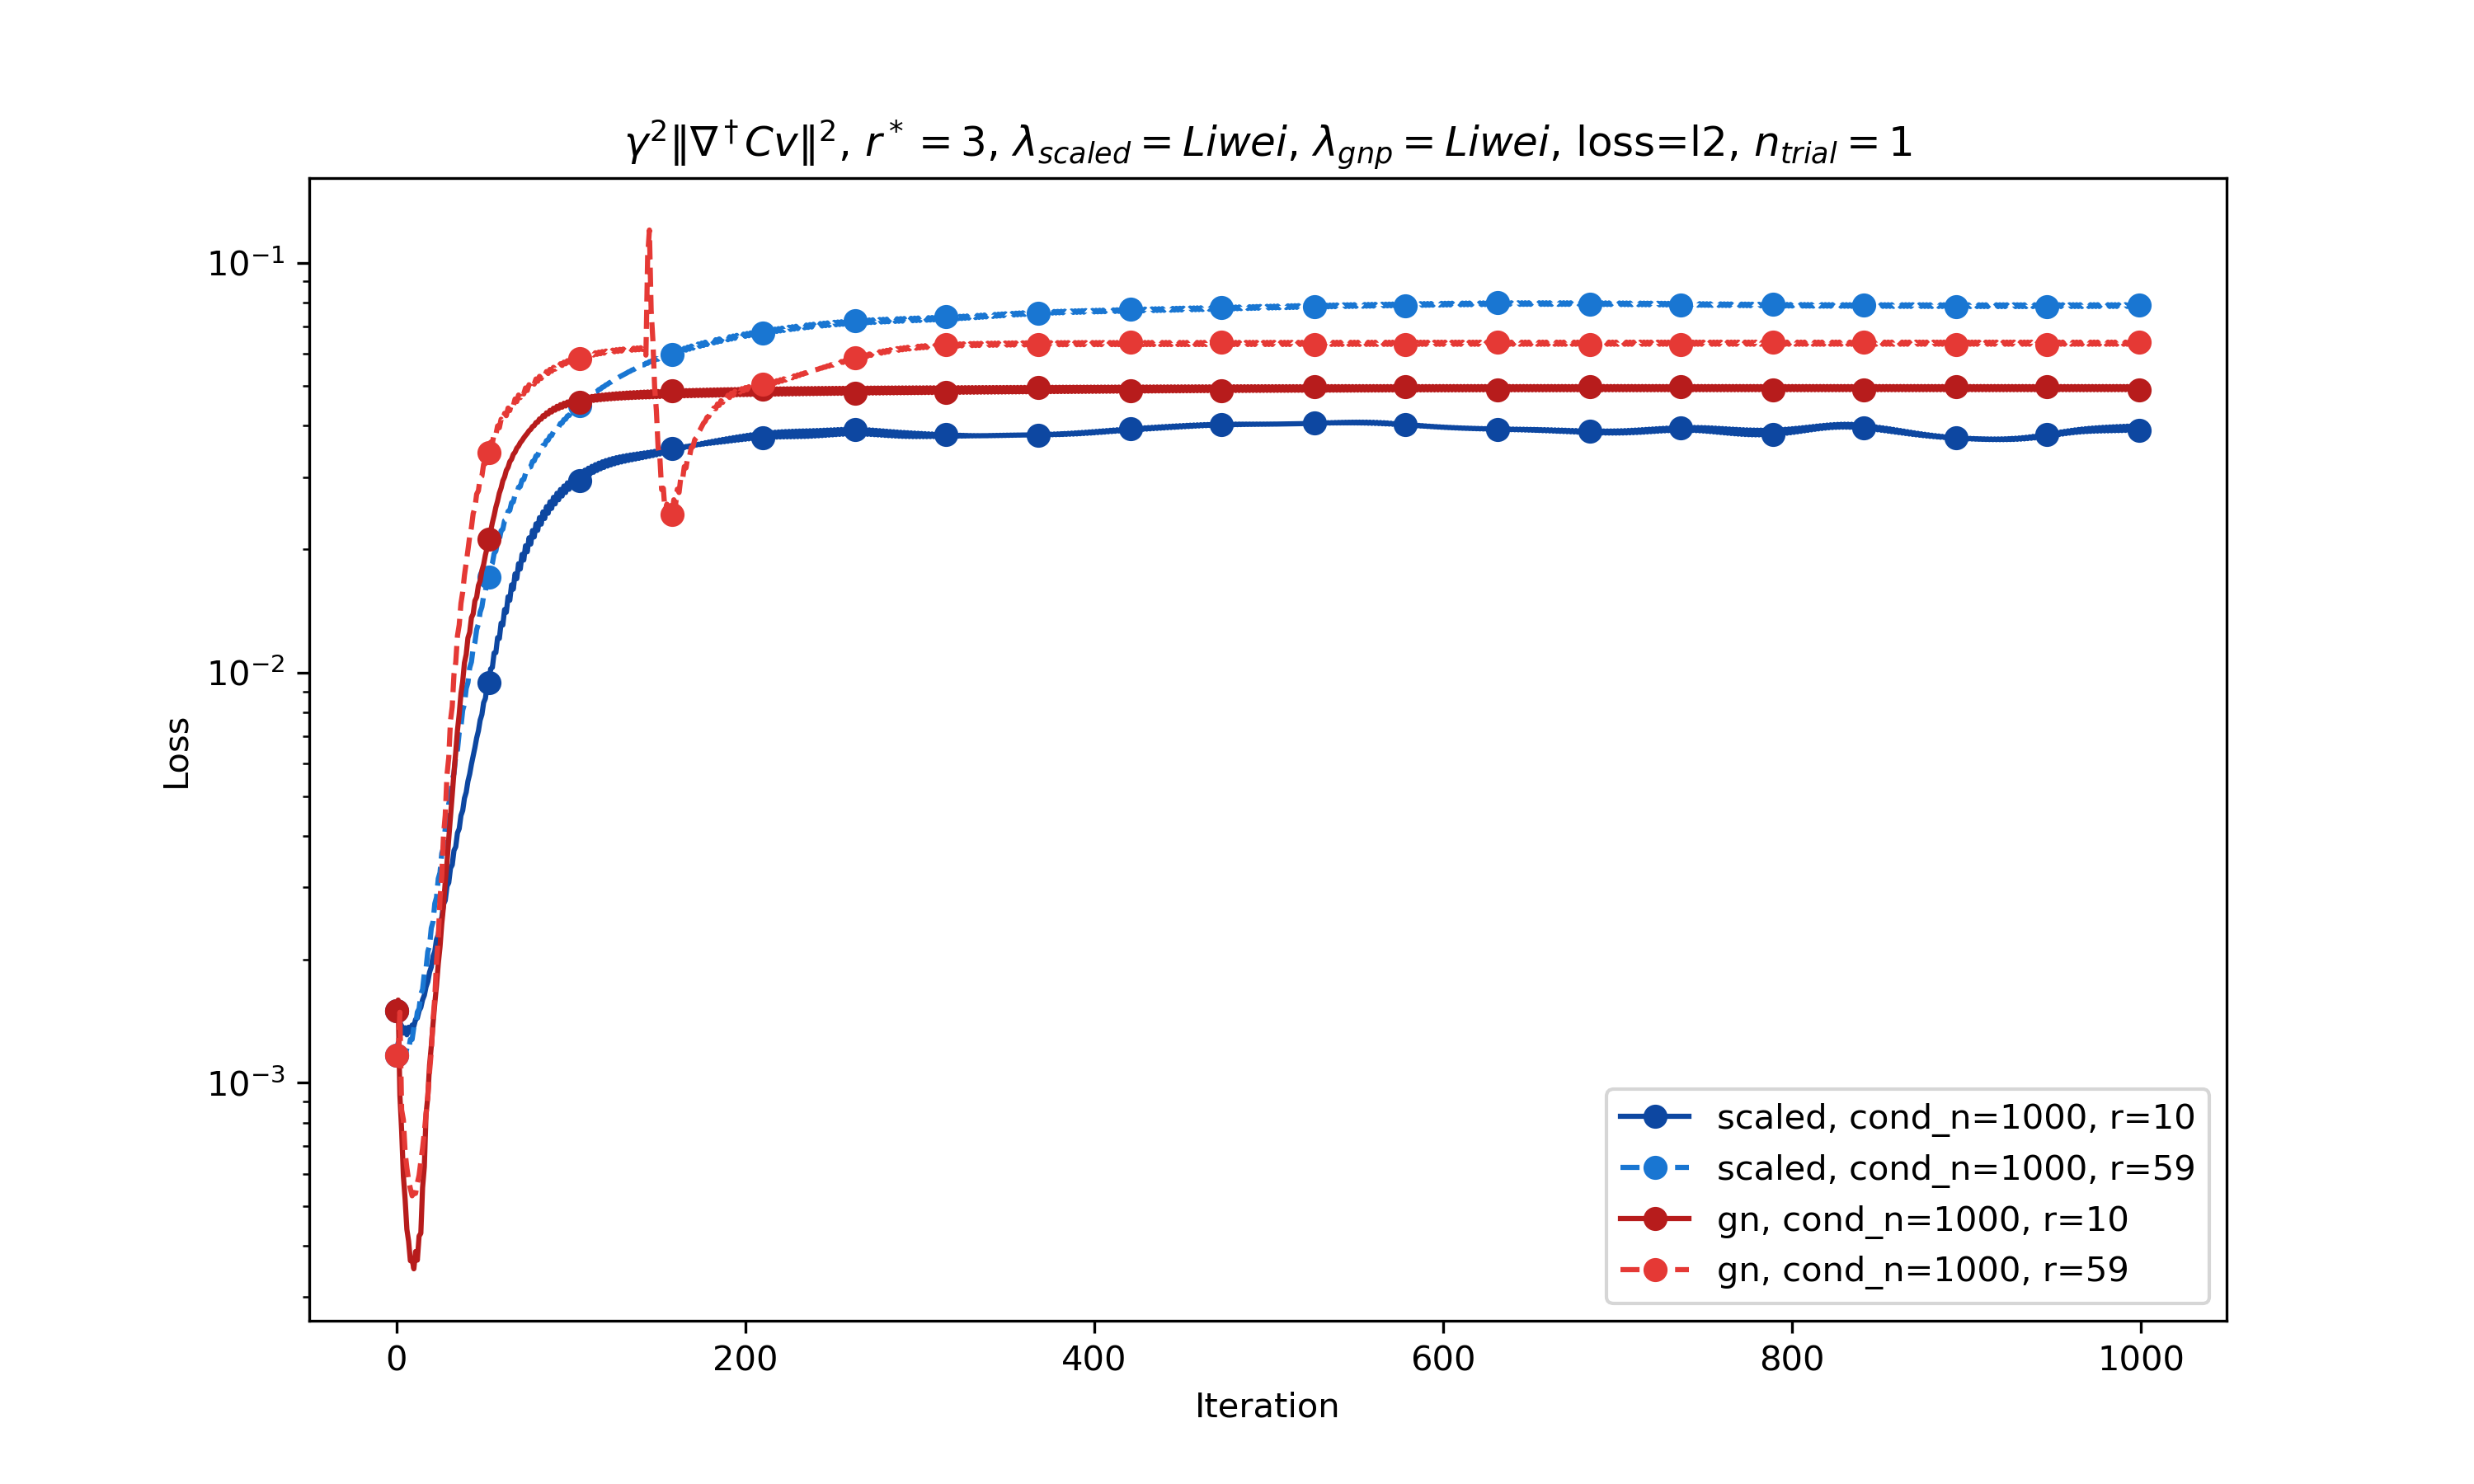 γ²‖∇†Cv‖², r* = 3, λ_scaled = Liwei, λ_gnp = Liwei, loss=l2, n_trial = 1
10⁻¹
10⁻²
10⁻³
Loss
0 200 400 600 800 1000
Iteration
scaled, cond_n=1000, r=10
scaled, cond_n=1000, r=59
gn, cond_n=1000, r=10
gn, cond_n=1000, r=59